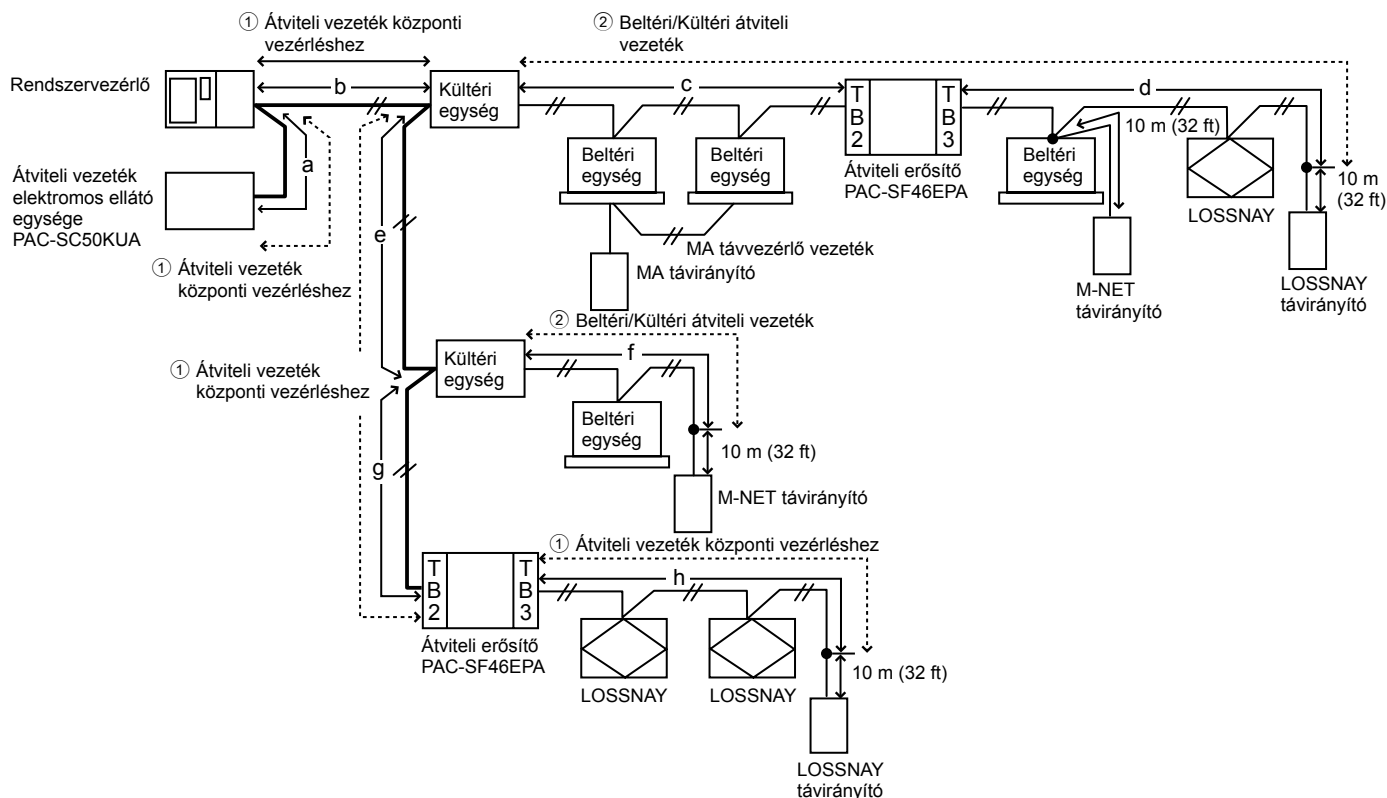 ① Átviteli vezeték központi
vezérléshez
② Beltéri/Kültéri átviteli
vezeték
Rendszervezérlő
b
Kültéri
egység
c
T
B
2
T
B
3
d
10 m (32 ft)
a
Beltéri
egység
Beltéri
egység
Átviteli erősítő
PAC-SF46EPA
Beltéri
egység
LOSSNAY
10 m
(32 ft)
Átviteli vezeték
elektromos ellátó
egysége
PAC-SC50KUA
e
① Átviteli vezeték
központi vezérléshez
MA távvezérlő vezeték
MA távirányító
M-NET
távirányító
LOSSNAY
távirányító
② Beltéri/Kültéri átviteli vezeték
① Átviteli vezeték
központi vezérléshez
Kültéri
egység
f
Beltéri
egység
10 m (32 ft)
g
M-NET távirányító
① Átviteli vezeték központi vezérléshez
T
B
2
T
B
3
h
Átviteli erősítő
PAC-SF46EPA
LOSSNAY
LOSSNAY
10 m (32 ft)
LOSSNAY
távirányító